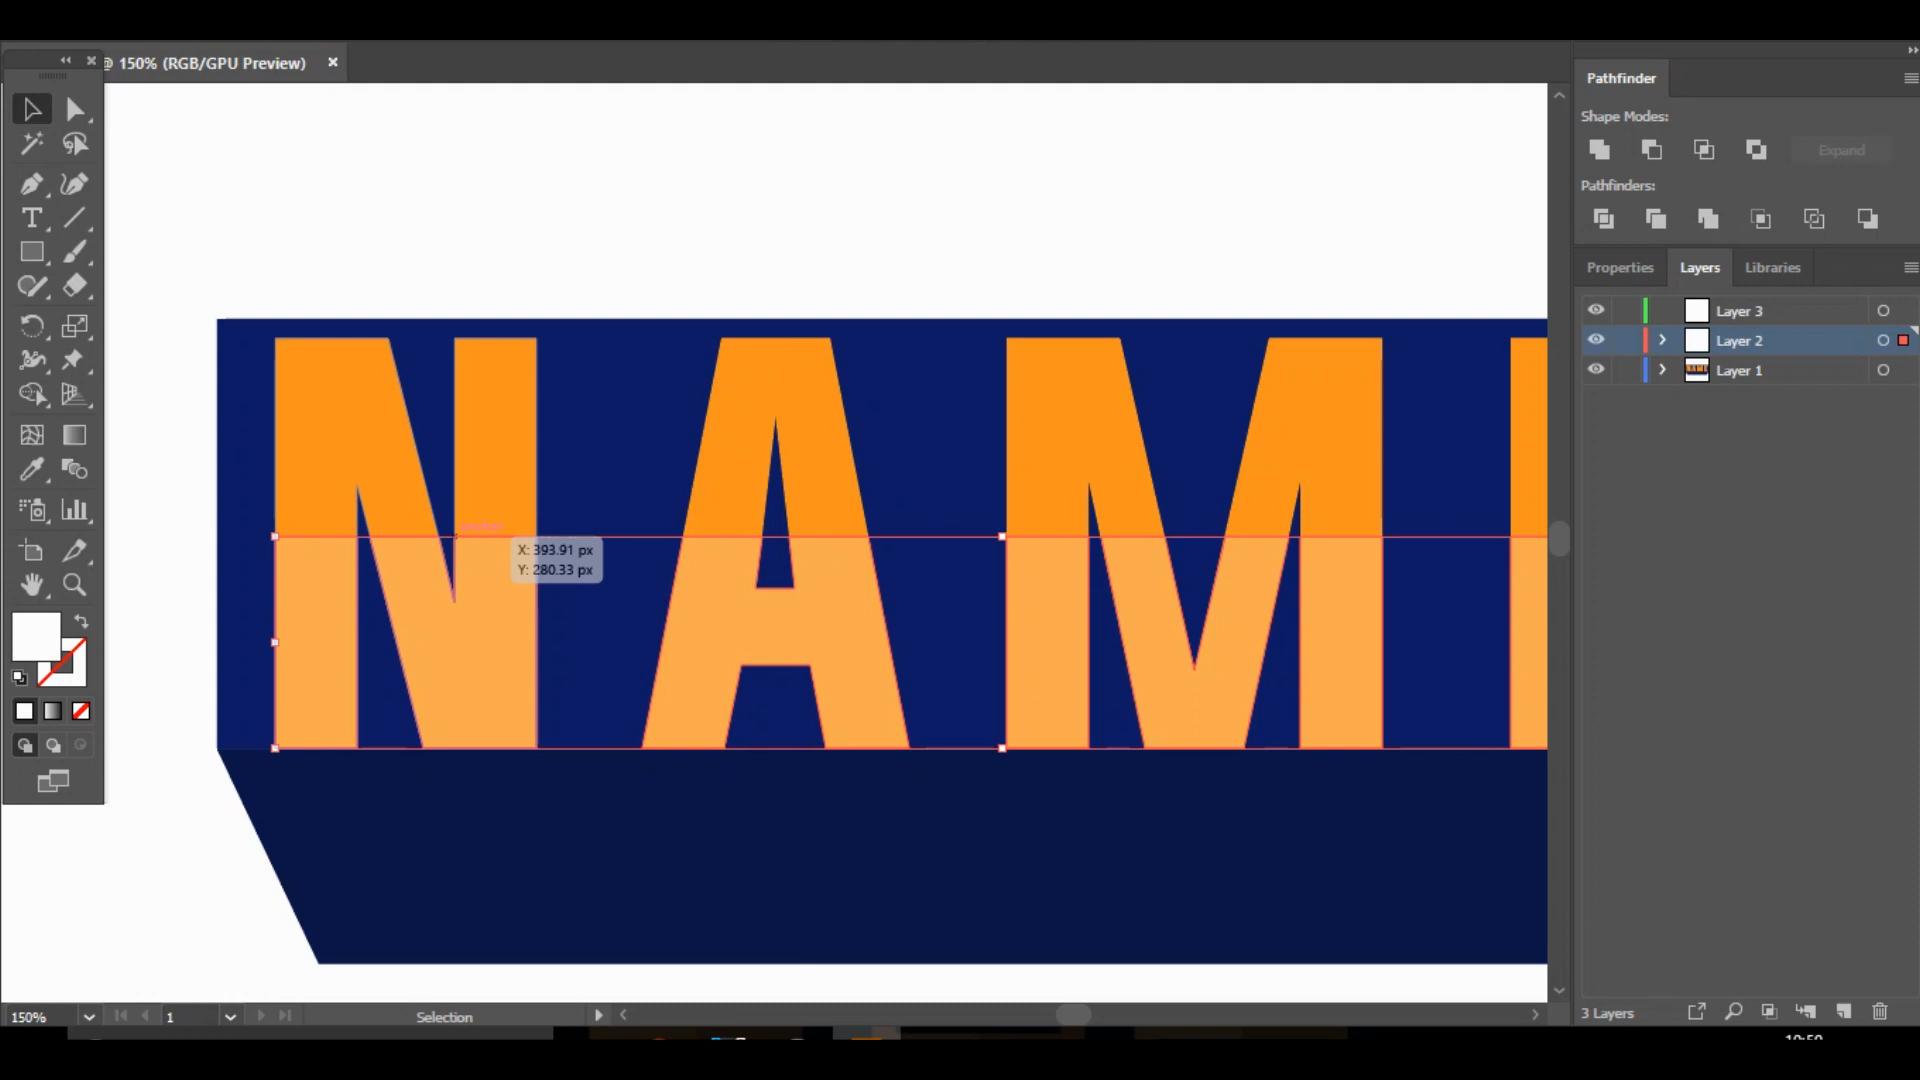 @ 150% (RGB/GPU Preview)
Pathfinder
Shape Modes:
Expand
Pathfinders:
Properties Layers Libraries
Layer 3
Layer 2
Layer 1
NAM
X: 393.91 px
Y: 280.33 px
150%
1
Selection
3 Layers